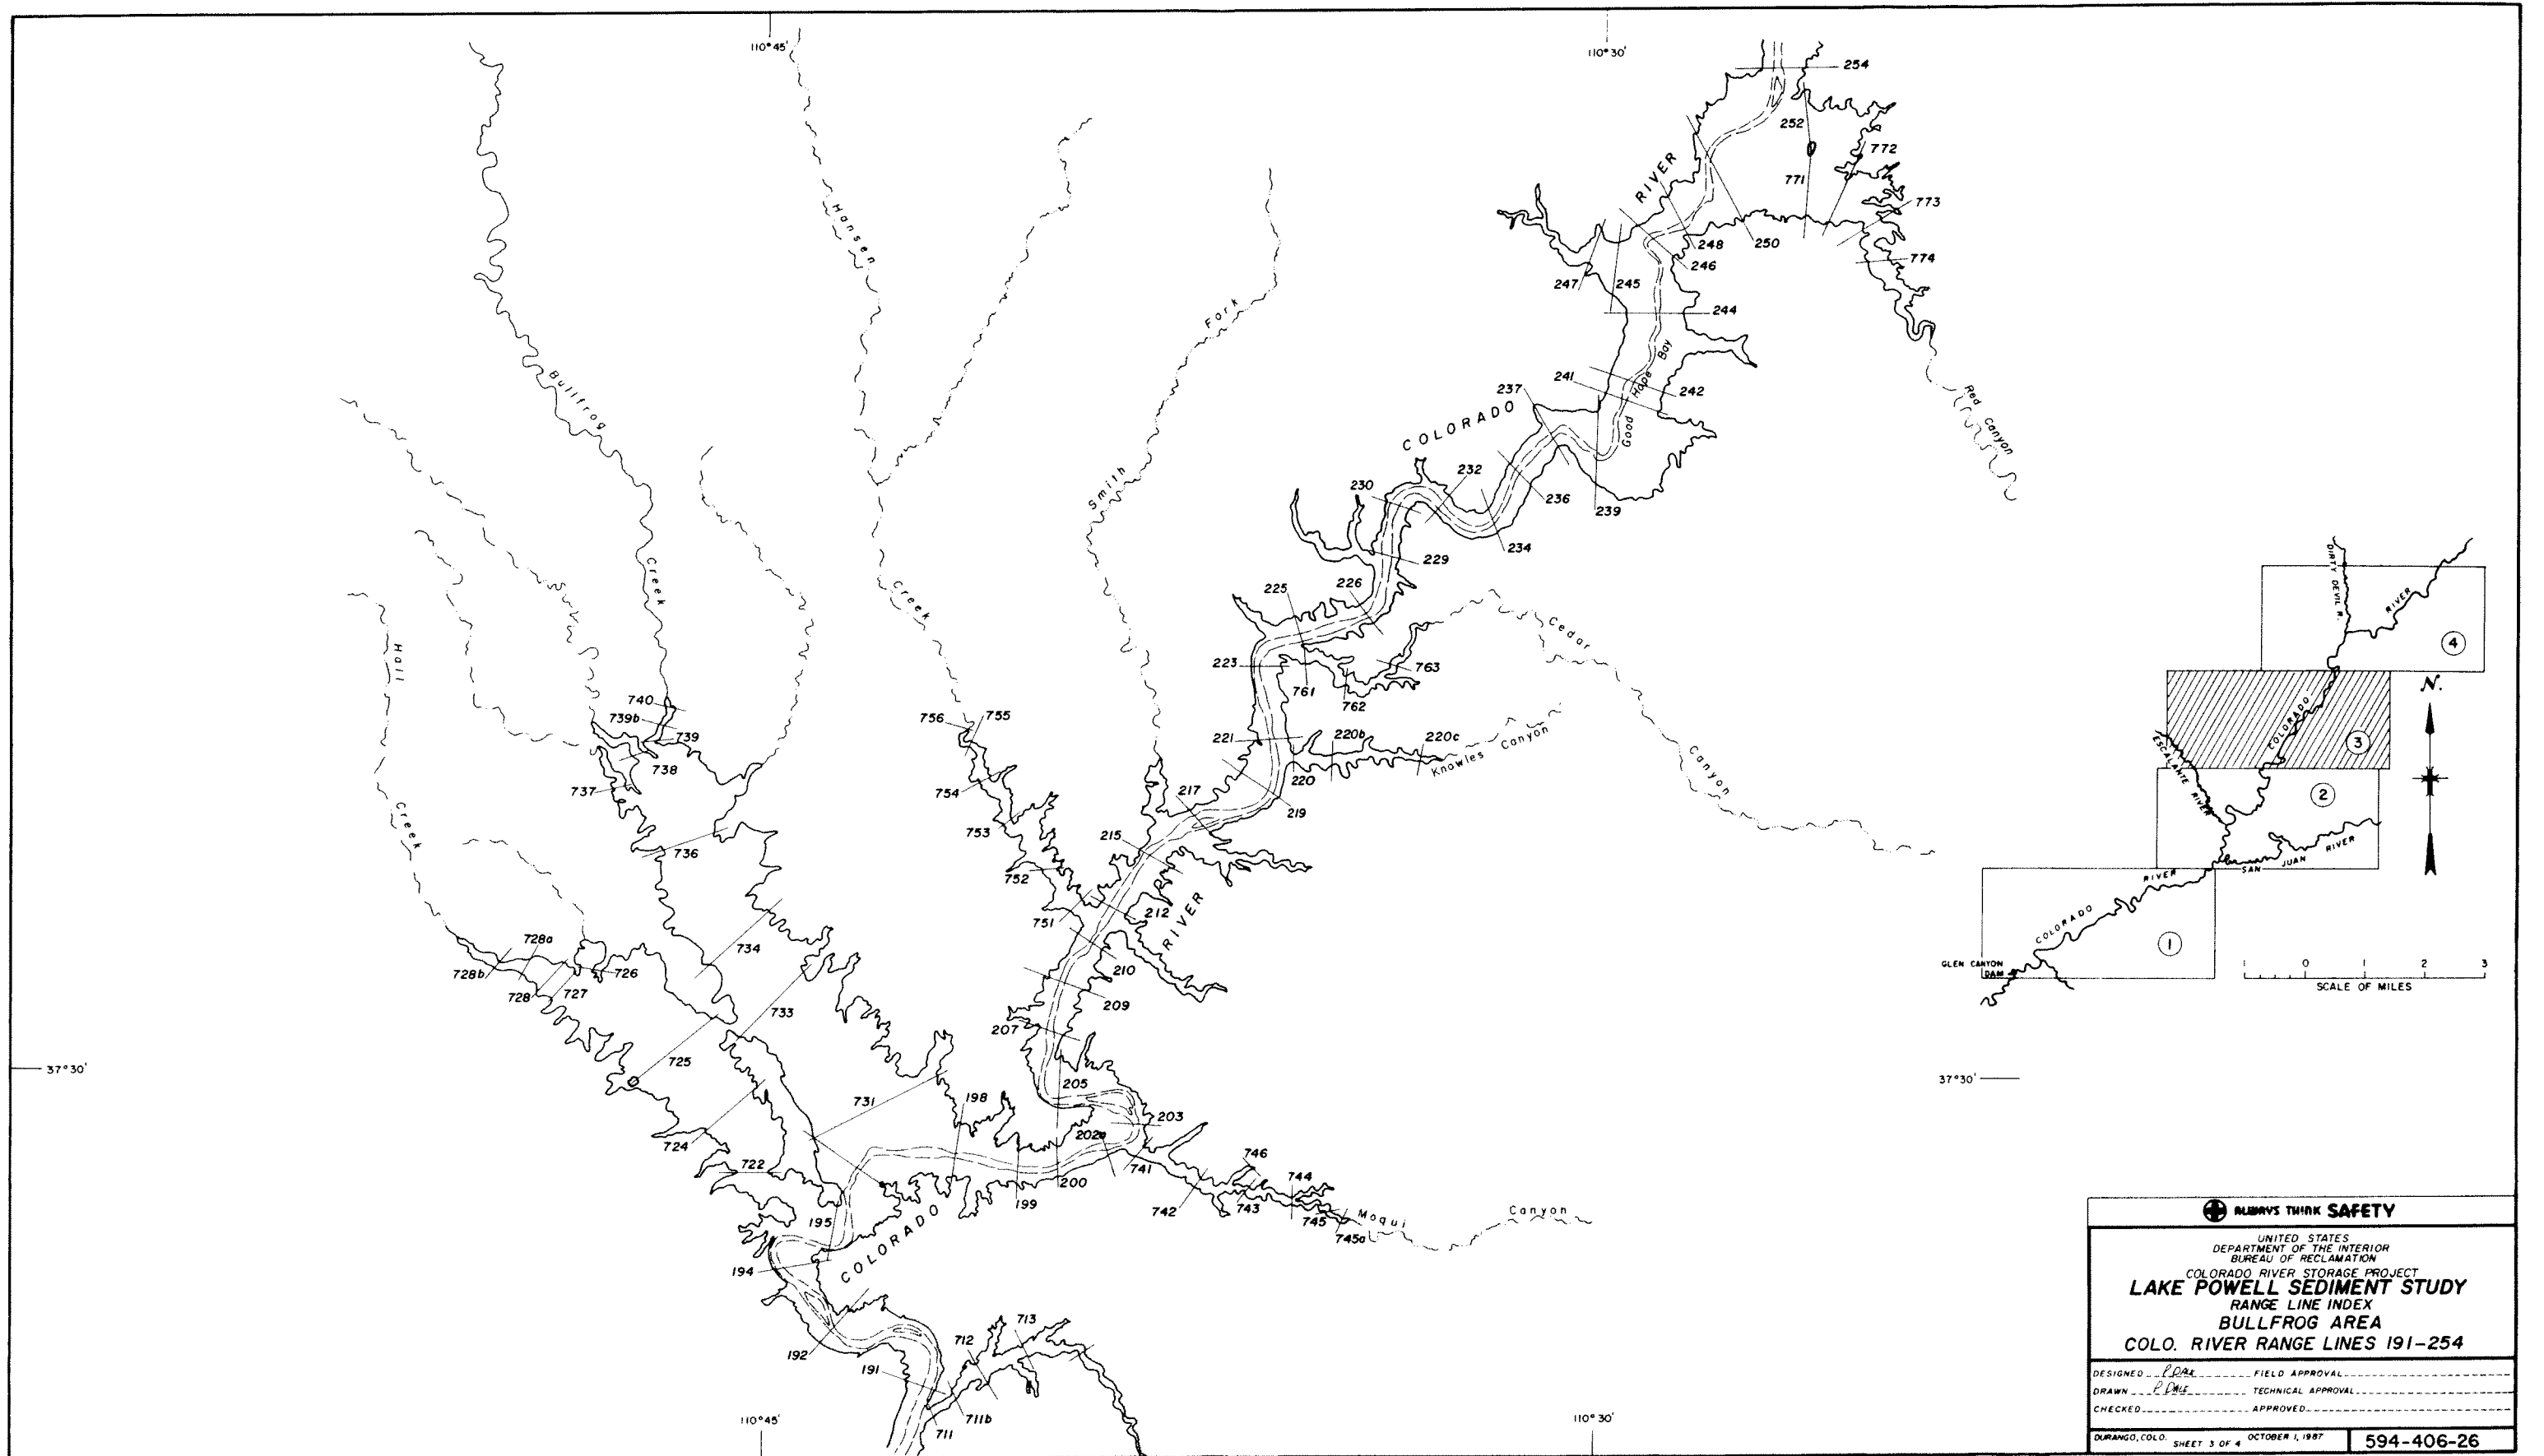 110°45'
110°30'
254
252
772
771
773
774
RIVER
248
250
246
247
245
244
241
242
237
Good Hope Bay
COLORADO
Red Canyon
Hansen
Creek
Bullfrog
Creek
Smith
Fork
Hall
Creek
232
230
236
239
234
229
226
225
Cedar
Canyon
223
763
761
762
221
220b
220c
Knowles Canyon
220
219
217
215
740
739b
739
738
737
736
756
755
754
753
752
751
212
RIVER
210
209
207
734
733
728a
728b
728
727
726
725
724
722
731
198
205
203
202a
741
200
199
742
746
743
744
745
745a
Moqui Canyon
195
COLORADO
194
192
191
712
713
711b
711
37°30'
37°30'
110°45'
110°30'
DIRTY DEVIL R.
RIVER
4
N.
COLORADO
3
ESCALANTE RIVER
2
SAN JUAN RIVER
RIVER
COLORADO
1
GLEN CANYON
DAM
1 0 1 2 3
SCALE OF MILES
ALWAYS THINK SAFETY
UNITED STATES
DEPARTMENT OF THE INTERIOR
BUREAU OF RECLAMATION
COLORADO RIVER STORAGE PROJECT
LAKE POWELL SEDIMENT STUDY
RANGE LINE INDEX
BULLFROG AREA
COLO. RIVER RANGE LINES 191-254
DESIGNED P. DALE FIELD APPROVAL
DRAWN P. DALE TECHNICAL APPROVAL
CHECKED APPROVED
DURANGO, COLO. SHEET 3 OF 4 OCTOBER 1, 1987 594-406-26